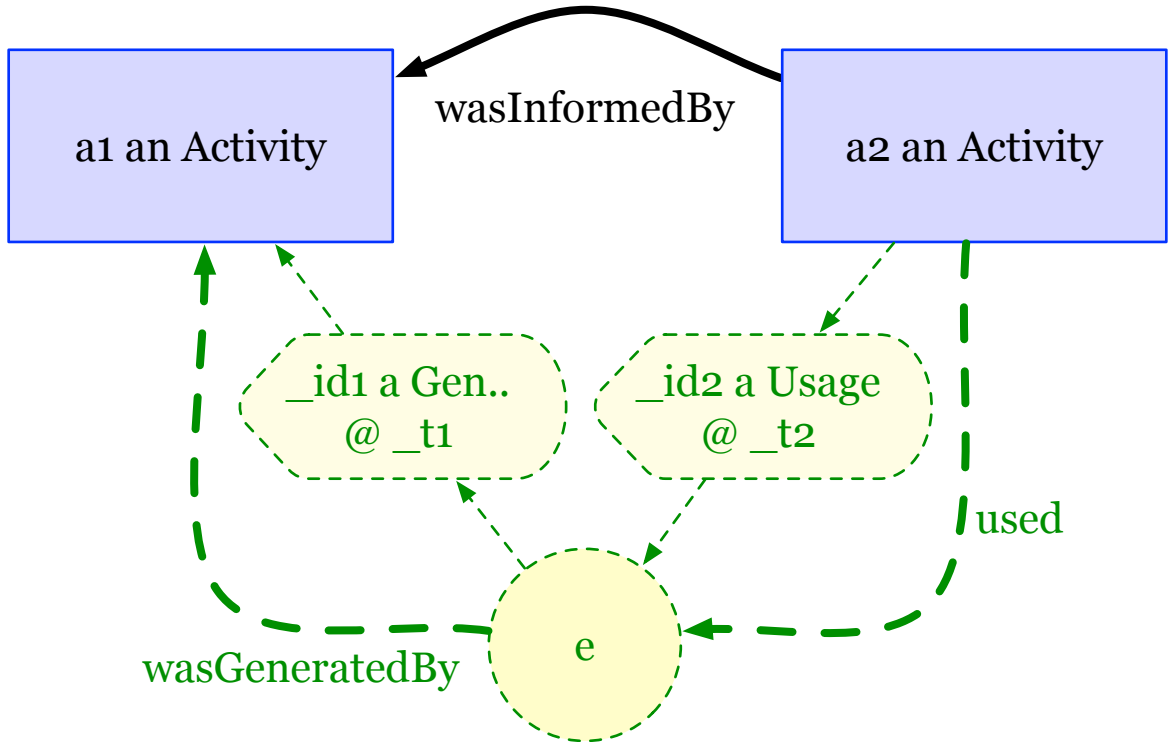 wasInformedBy
a1 an Activity
a2 an Activity
_id1 a Gen..
@ _t1
_id2 a Usage
@ _t2
used
e
wasGeneratedBy